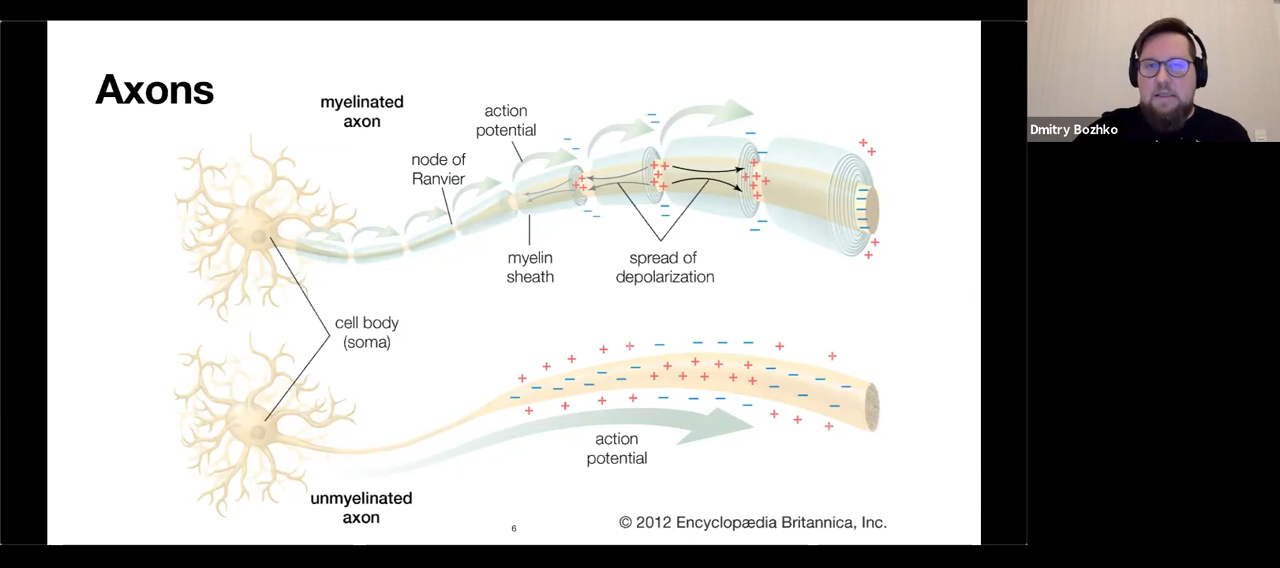 Axons
myelinated
axon
action
potential
node of
Ranvier
myelin
sheath
spread of
depolarization
cell body
(soma)
action
potential
unmyelinated
axon
6
© 2012 Encyclopædia Britannica, Inc.
Dmitry Bozhko